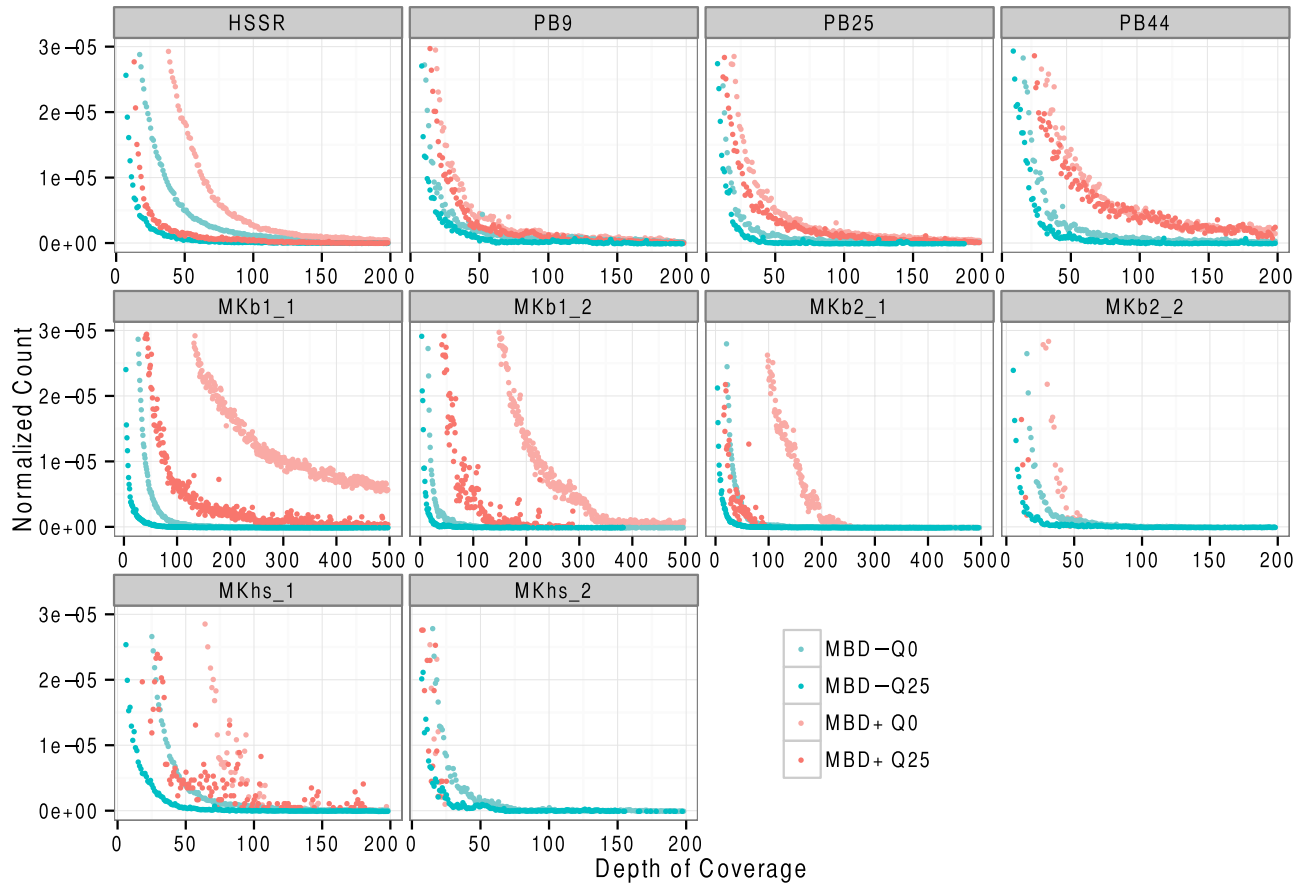 HSSR PB9 PB25 PB44
3e−05
2e−05
1e−05
0e+00
0 50 100 150 200 0 50 100 150 200 0 50 100 150 200 0 50 100 150 200
MKb1_1 MKb1_2 MKb2_1 MKb2_2
3e−05
2e−05
1e−05
0e+00
0 100 200 300 400 500 0 100 200 300 400 500 0 100 200 300 400 500 0 50 100 150 200
Normalized Count
MKhs_1 MKhs_2
3e−05
2e−05
1e−05
0e+00
0 50 100 150 200 0 50 100 150 200
Depth of Coverage
MBD−Q0
MBD−Q25
MBD+ Q0
MBD+ Q25